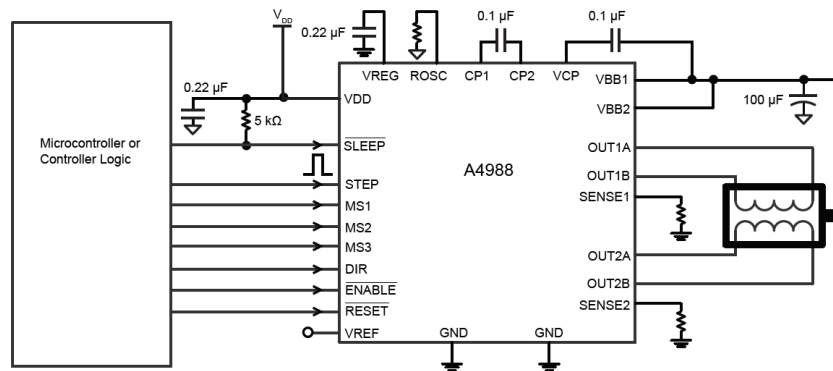 V_DD
0.22 µF
0.1 µF
0.1 µF
0.22 µF
VREG
ROSC
CP1
CP2
VCP
VBB1
VDD
VBB2
100 µF
5 kΩ
Microcontroller or
Controller Logic
SLEEP
OUT1A
A4988
OUT1B
STEP
SENSE1
MS1
MS2
MS3
OUT2A
DIR
OUT2B
ENABLE
SENSE2
RESET
VREF
GND
GND